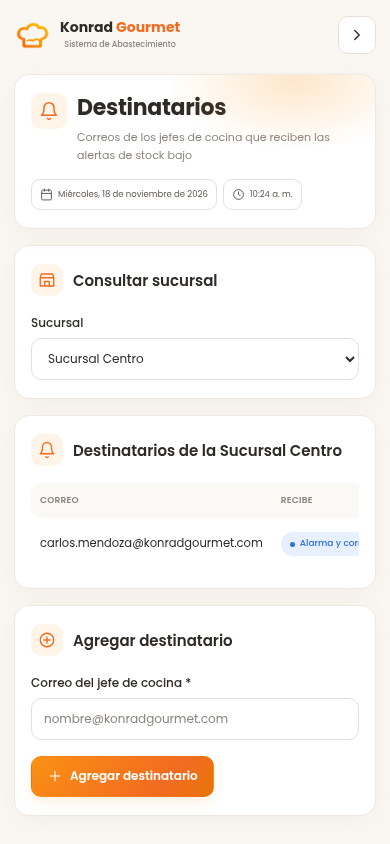 Konrad Gourmet
Sistema de Abastecimiento
Destinatarios
Correos de los jefes de cocina que reciben las
alertas de stock bajo
Miércoles, 18 de noviembre de 2026
10:24 a. m.
Consultar sucursal
Sucursal
Sucursal Centro
Destinatarios de la Sucursal Centro
CORREO RECIBE
carlos.mendoza@konradgourmet.com Alarma y
Agregar destinatario
Correo del jefe de cocina *
nombre@konradgourmet.com
Agregar destinatario